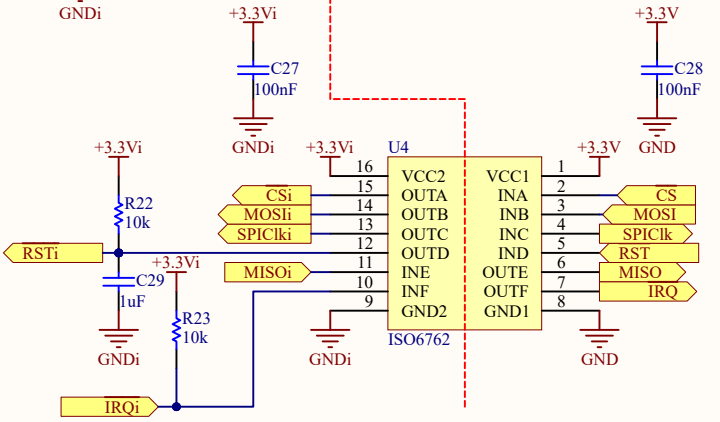 GNDi
+3.3Vi
+3.3V
C27
100nF
C28
100nF
GNDi
GND
+3.3Vi
+3.3Vi
U4
+3.3V
16 VCC2 VCC1 1
CSi 15 OUTA INA 2 CS
MOSIi 14 OUTB INB 3 MOSI
SPIClki 13 OUTC INC 4 SPIClk
RSTi 12 OUTD IND 5 RST
MISOi 11 INE OUTE 6 MISO
10 INF OUTF 7 IRQ
9 GND2 GND1 8
ISO6762
R22
10k
+3.3Vi
C29
1uF
R23
10k
GNDi
GNDi
GND
IRQi